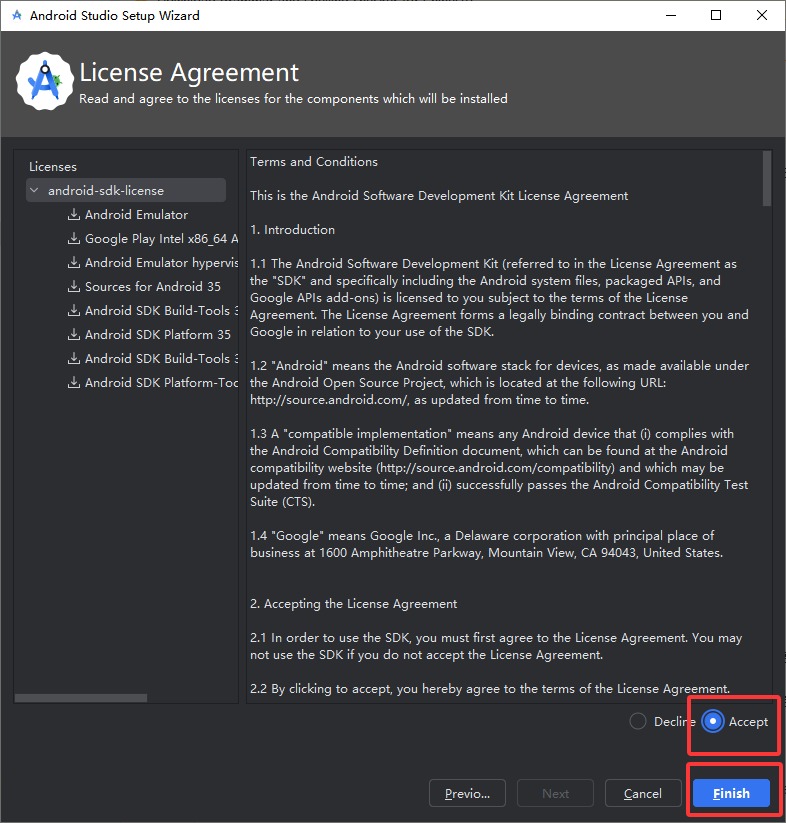 Android Studio Setup Wizard
License Agreement
Read and agree to the licenses for the components which will be installed
Licenses
android-sdk-license
Android Emulator
Google Play Intel x86_64 A
Android Emulator hypervis
Sources for Android 35
Android SDK Build-Tools 3
Android SDK Platform 35
Android SDK Build-Tools 3
Android SDK Platform-Too
Terms and Conditions
This is the Android Software Development Kit License Agreement
1. Introduction
1.1 The Android Software Development Kit (referred to in the License Agreement as
the "SDK" and specifically including the Android system files, packaged APIs, and
Google APIs add-ons) is licensed to you subject to the terms of the License
Agreement. The License Agreement forms a legally binding contract between you and
Google in relation to your use of the SDK.
1.2 "Android" means the Android software stack for devices, as made available under
the Android Open Source Project, which is located at the following URL:
http://source.android.com/, as updated from time to time.
1.3 A "compatible implementation" means any Android device that (i) complies with
the Android Compatibility Definition document, which can be found at the Android
compatibility website (http://source.android.com/compatibility) and which may be
updated from time to time; and (ii) successfully passes the Android Compatibility Test
Suite (CTS).
1.4 "Google" means Google Inc., a Delaware corporation with principal place of
business at 1600 Amphitheatre Parkway, Mountain View, CA 94043, United States.
2. Accepting the License Agreement
2.1 In order to use the SDK, you must first agree to the License Agreement. You may
not use the SDK if you do not accept the License Agreement.
2.2 By clicking to accept, you hereby agree to the terms of the License Agreement.
Decline Accept
Previo... Next Cancel Finish